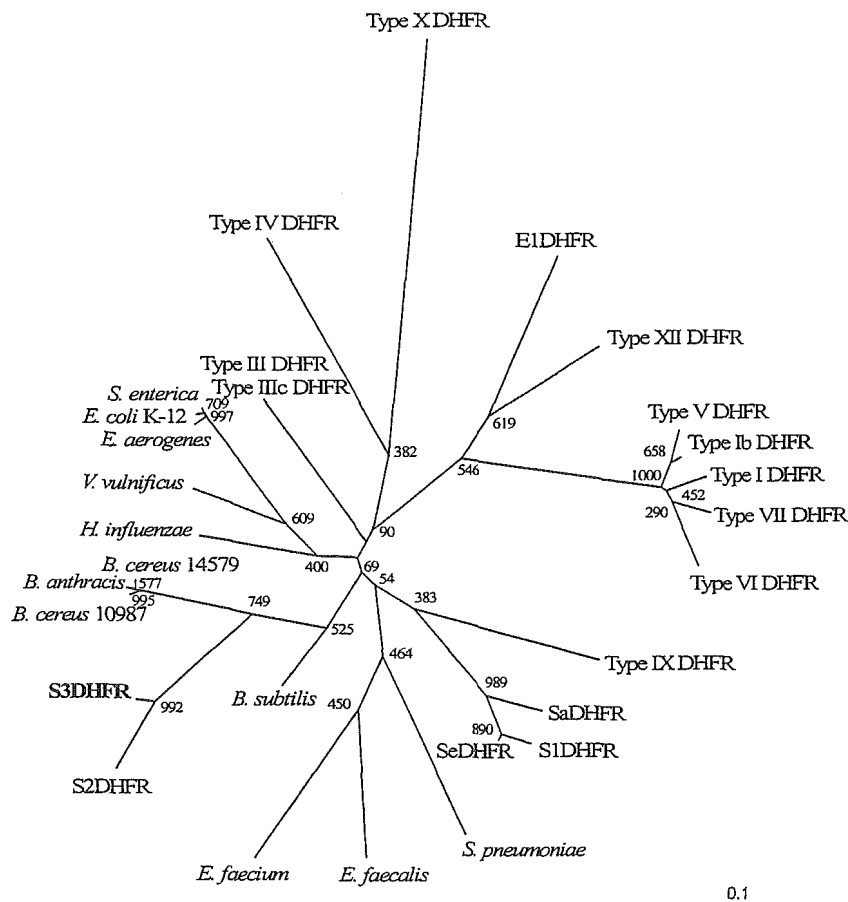 Type X DHFR
Type IV DHFR
E1DHFR
Type XII DHFR
Type III DHFR
Type IIIc DHFR
S. enterica
709
E. coli K-12
997
E. aerogenes
619
Type V DHFR
658
Type Ib DHFR
382
546
1000
Type I DHFR
452
V. vulnificus
290
Type VII DHFR
609
90
H. influenzae
400
B. cereus 14579
69
54
Type VI DHFR
B. anthracis
1577
995
B. cereus 10987
749
383
525
464
Type IX DHFR
S3DHFR
992
B. subtilis
450
989
SaDHFR
890
SeDHFR
S1DHFR
S2DHFR
E. faecium
E. faecalis
S. pneumoniae
0.1